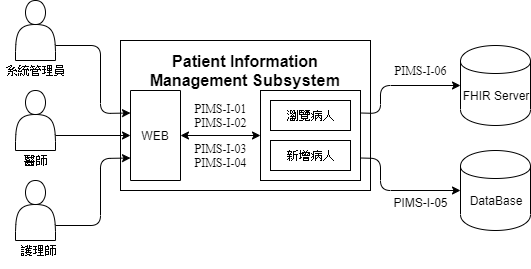 Patient Information
Management Subsystem
系統管理員
醫師
護理師
WEB
PIMS-I-01
PIMS-I-02
PIMS-I-03
PIMS-I-04
瀏覽病人
新增病人
PIMS-I-06
FHIR Server
PIMS-I-05
DataBase